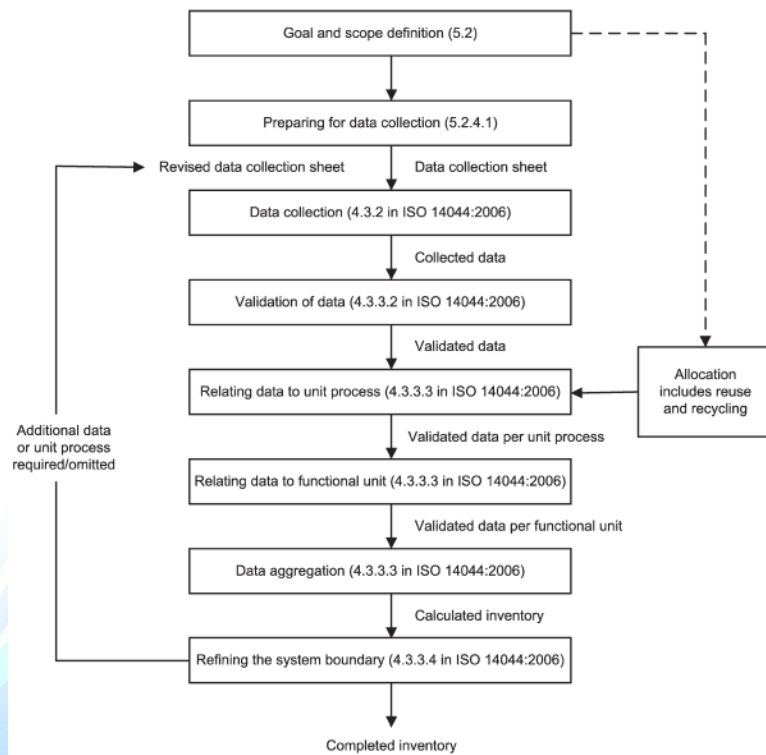 Goal and scope definition (5.2)
Preparing for data collection (5.2.4.1)
Revised data collection sheet
Data collection sheet
Data collection (4.3.2 in ISO 14044:2006)
Collected data
Validation of data (4.3.3.2 in ISO 14044:2006)
Validated data
Relating data to unit process (4.3.3.3 in ISO 14044:2006)
Allocation
includes reuse
and recycling
Validated data per unit process
Additional data
or unit process
required/omitted
Relating data to functional unit (4.3.3.3 in ISO 14044:2006)
Validated data per functional unit
Data aggregation (4.3.3.3 in ISO 14044:2006)
Calculated inventory
Refining the system boundary (4.3.3.4 in ISO 14044:2006)
Completed inventory